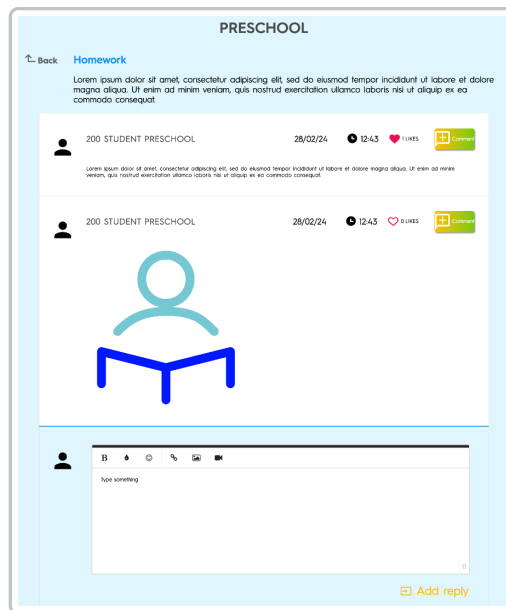 PRESCHOOL
Back
Homework
Lorem ipsum dolor sit amet, consectetur adipiscing elit, sed do eiusmod tempor incididunt ut labore et dolore
magna aliqua. Ut enim ad minim veniam, quis nostrud exercitation ullamco laboris nisi ut aliquip ex ea
commodo consequat.
200 STUDENT PRESCHOOL 28/02/24 12:43 1 LIKES Comment
Lorem ipsum dolor sit amet, consectetur adipiscing elit, sed do eiusmod tempor incididunt ut labore et dolore magna aliqua. Ut enim ad minim
veniam, quis nostrud exercitation ullamco laboris nisi ut aliquip ex ea commodo consequat.
200 STUDENT PRESCHOOL 28/02/24 12:43 0 LIKES Comment
B
Type something
0
Add reply